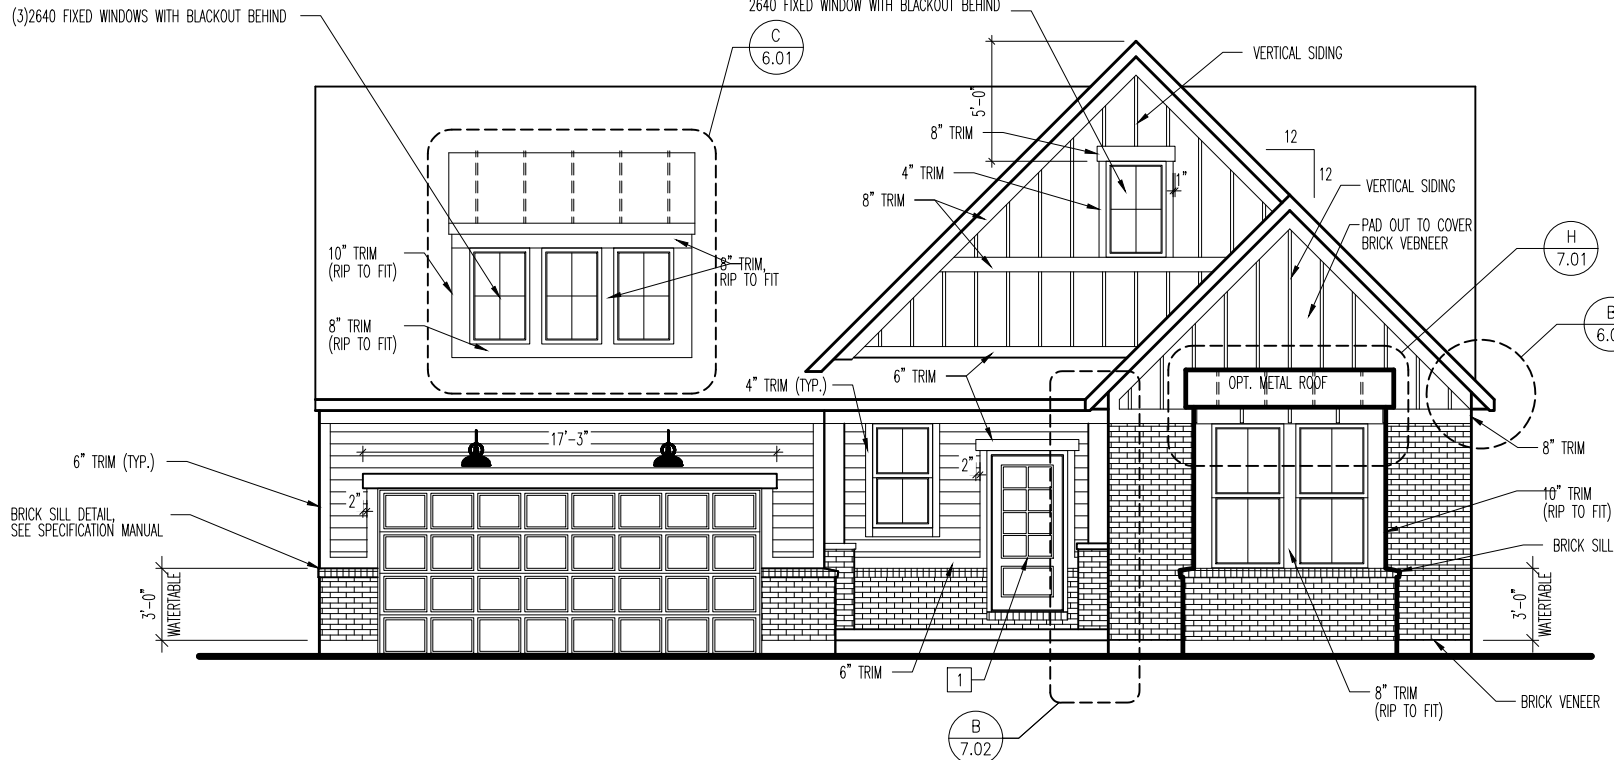 (3)2640 FIXED WINDOWS WITH BLACKOUT BEHIND
2640 FIXED WINDOW WITH BLACKOUT BEHIND
C
6.01
VERTICAL SIDING
5'-0"
8" TRIM
12
12
4" TRIM
1"
VERTICAL SIDING
8" TRIM
PAD OUT TO COVER
BRICK VEBNEER
H
7.01
10" TRIM
(RIP TO FIT)
8" TRIM,
RIP TO FIT
8" TRIM
(RIP TO FIT)
B
6.0
4" TRIM (TYP.)
6" TRIM
OPT. METAL ROOF
17'-3"
8" TRIM
6" TRIM (TYP.)
2"
2"
10" TRIM
(RIP TO FIT)
BRICK SILL DETAIL,
SEE SPECIFICATION MANUAL
BRICK SILL
3'-0"
WATERTABLE
3'-0"
WATERTABLE
6" TRIM
1
8" TRIM
(RIP TO FIT)
BRICK VENEER
B
7.02